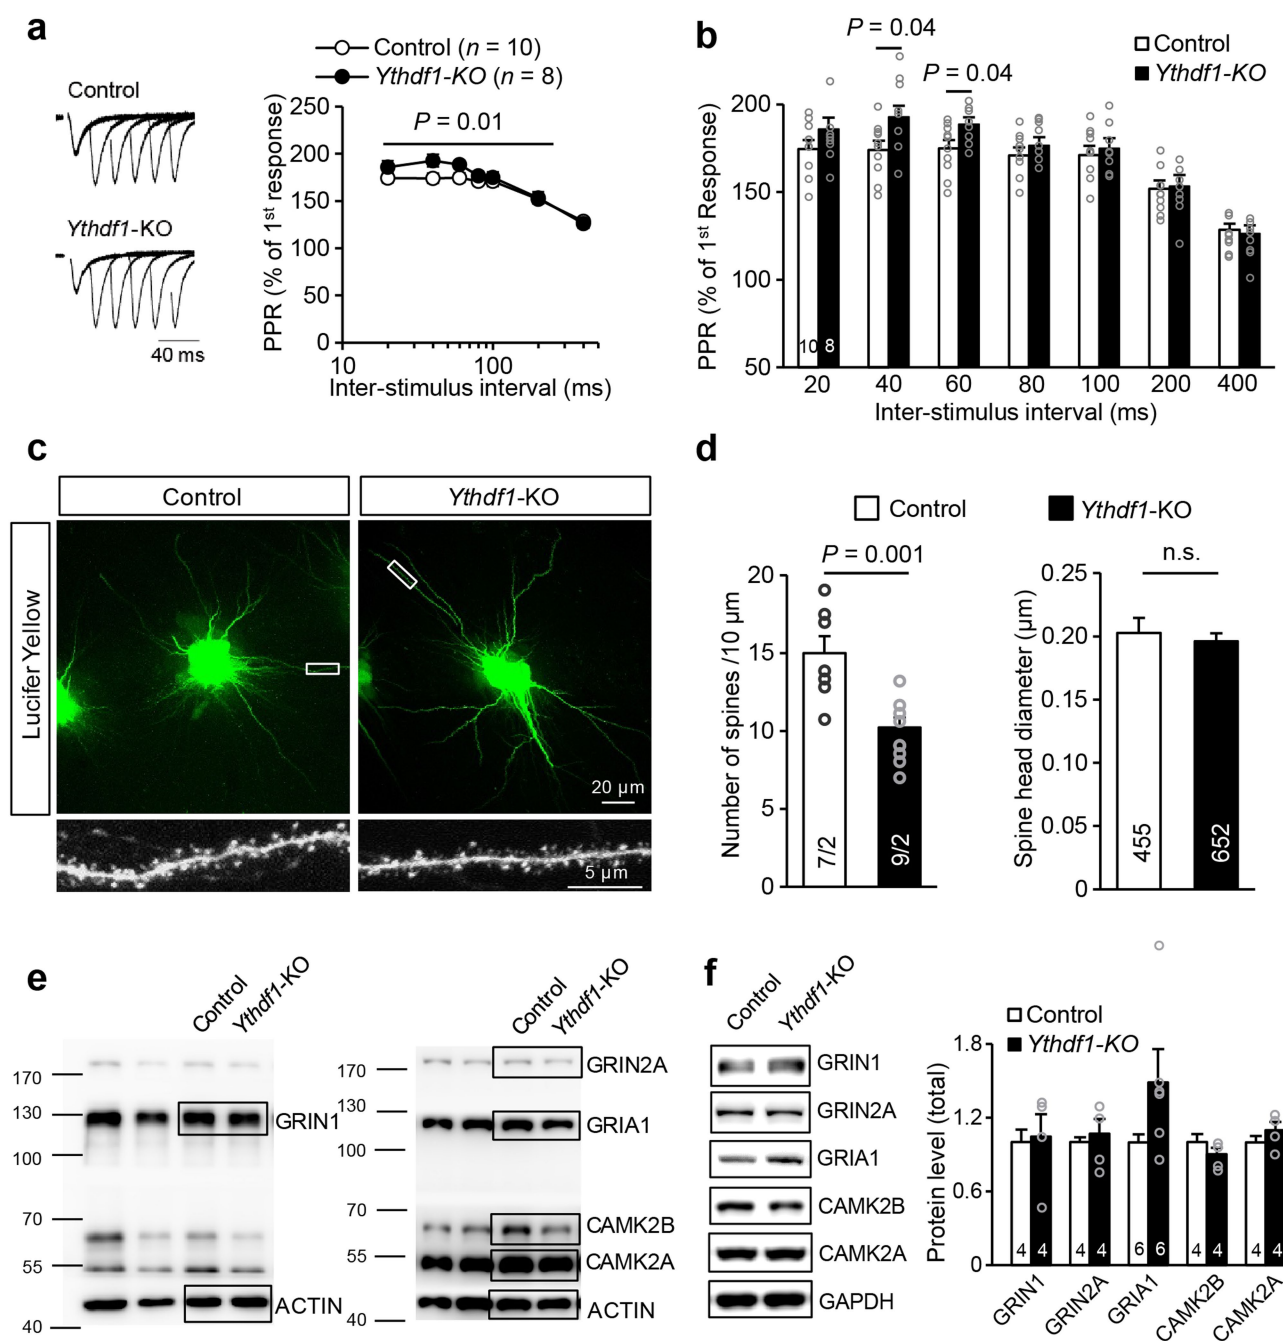 a
Control (n = 10)
Ythdf1-KO (n = 8)
Control
Ythdf1-KO
40 ms
PPR (% of 1st response)
250
200
150
100
50
0
P = 0.01
10
100
Inter-stimulus interval (ms)
b
P = 0.04
P = 0.04
Control
Ythdf1-KO
PPR (% of 1st Response)
200
150
100
50
10
8
20
40
60
80
100
200
400
Inter-stimulus interval (ms)
c
Control
Ythdf1-KO
Lucifer Yellow
20 µm
5 µm
d
Control
Ythdf1-KO
P = 0.001
Number of spines /10 µm
20
15
10
5
0
7/2
9/2
n.s.
Spine head diameter (µm)
0.25
0.20
0.15
0.10
0.05
0
455
652
e
Control
Ythdf1-KO
170
130
100
70
55
40
GRIN1
ACTIN
Control
Ythdf1-KO
170
130
100
70
55
40
GRIN2A
GRIA1
CAMK2B
CAMK2A
ACTIN
f
Control
Ythdf1-KO
GRIN1
GRIN2A
GRIA1
CAMK2B
CAMK2A
GAPDH
Control
Ythdf1-KO
Protein level (total)
1.8
1.2
0.6
0
4
4
4
4
6
6
4
4
4
4
GRIN1
GRIN2A
GRIA1
CAMK2B
CAMK2A